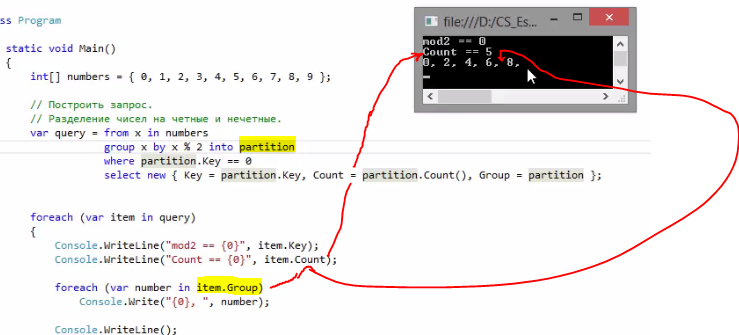 ss Program
static void Main()
{
int[] numbers = { 0, 1, 2, 3, 4, 5, 6, 7, 8, 9 };
// Построить запрос.
// Разделение чисел на четные и нечетные.
var query = from x in numbers
group x by x % 2 into partition
where partition.Key == 0
select new { Key = partition.Key, Count = partition.Count(), Group = partition };
foreach (var item in query)
{
Console.WriteLine("mod2 == {0}", item.Key);
Console.WriteLine("Count == {0}", item.Count);
foreach (var number in item.Group)
Console.Write("{0}, ", number);
Console.WriteLine();
file:///D:/CS_Es...
mod2 == 0
Count == 5
0, 2, 4, 6, 8,